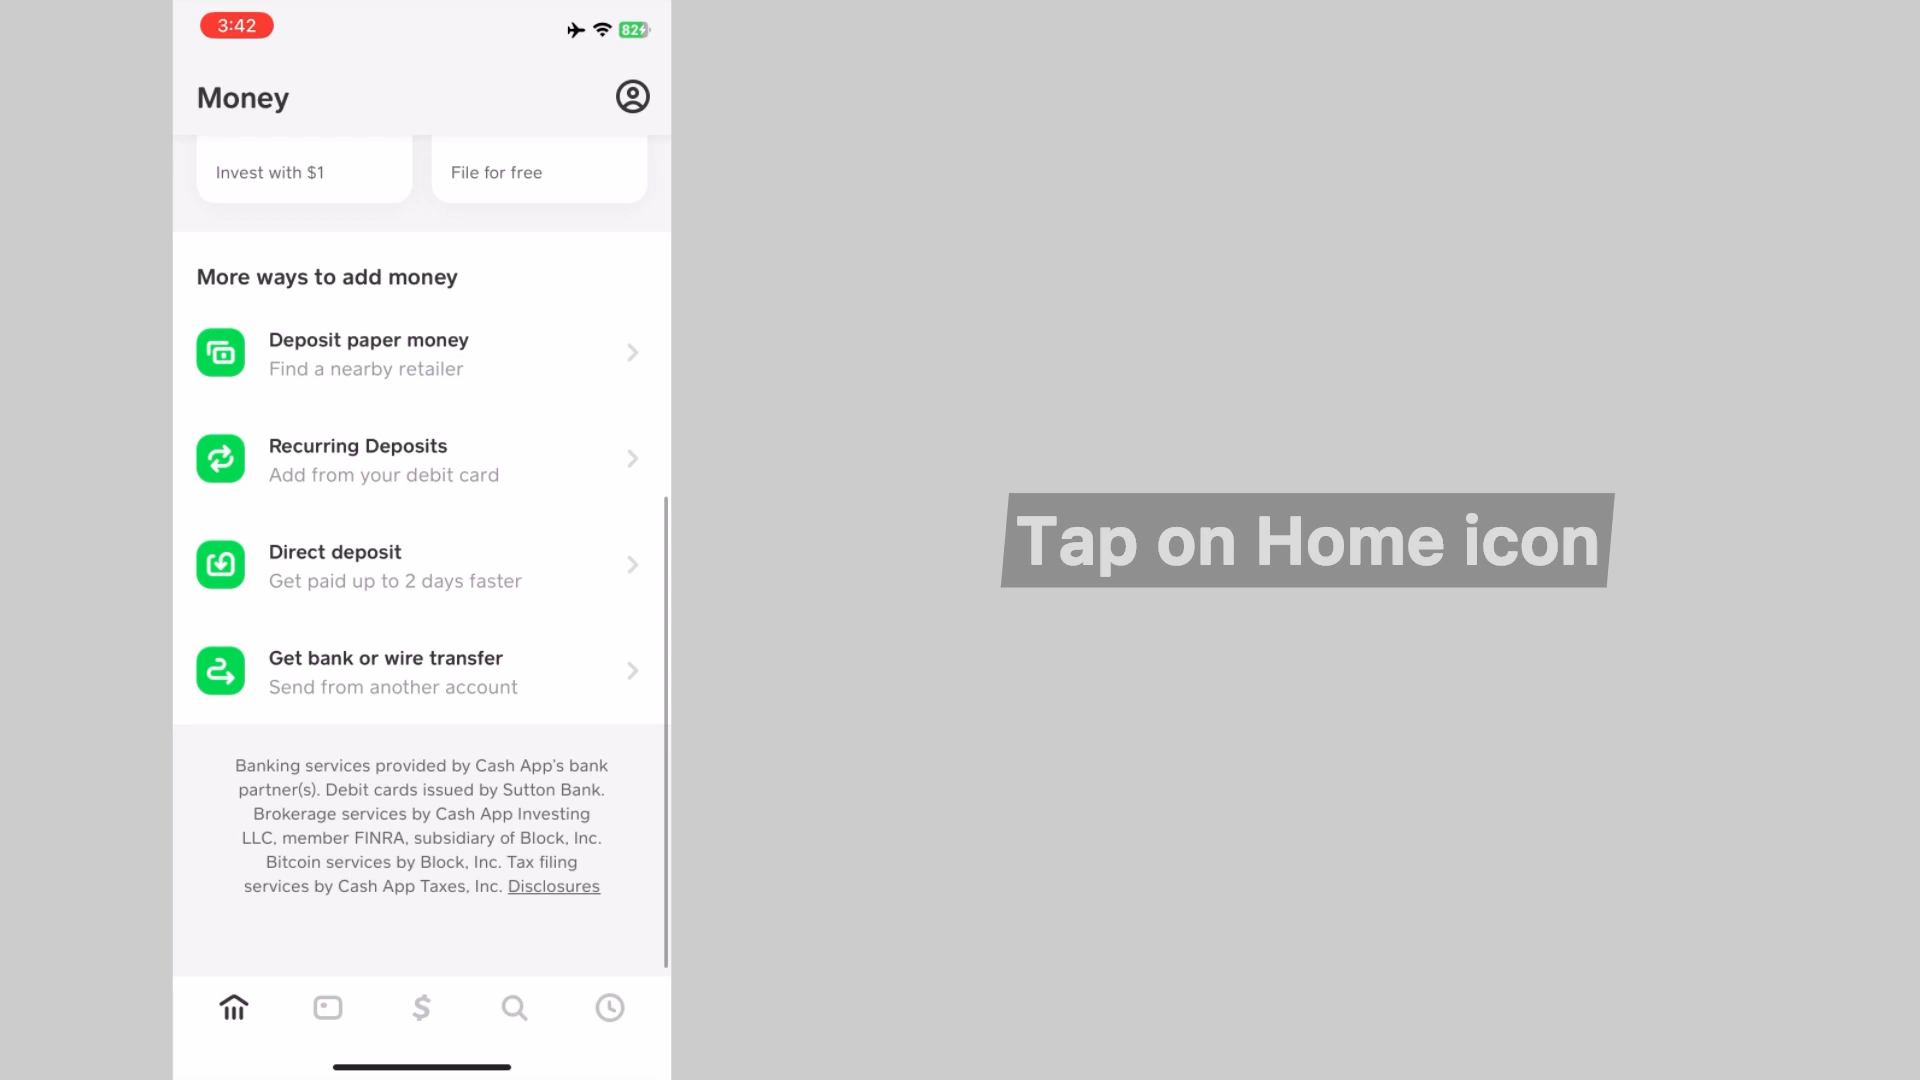 3:42
82
Money
Invest with $1
File for free
More ways to add money
Deposit paper money
Find a nearby retailer
Recurring Deposits
Add from your debit card
Direct deposit
Get paid up to 2 days faster
Get bank or wire transfer
Send from another account
Banking services provided by Cash App's bank
partner(s). Debit cards issued by Sutton Bank.
Brokerage services by Cash App Investing
LLC, member FINRA, subsidiary of Block, Inc.
Bitcoin services by Block, Inc. Tax filing
services by Cash App Taxes, Inc. Disclosures
Tap on Home icon